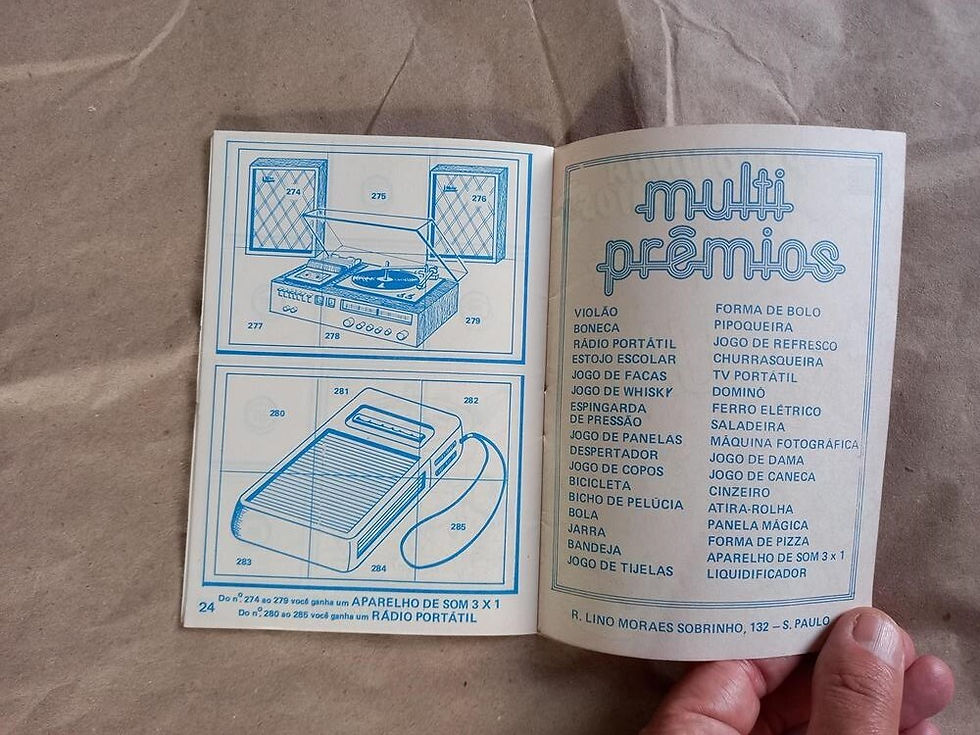 274
275
276
277
278
279
280
281
282
283
284
285
Do nº. 274 ao 279 você ganha um APARELHO DE SOM 3 X 1
24 Do nº. 280 ao 285 você ganha um RÁDIO PORTÁTIL
multi
prêmios
VIOLÃO
BONECA
RÁDIO PORTÁTIL
ESTOJO ESCOLAR
JOGO DE FACAS
JOGO DE WHISKY
ESPINGARDA
DE PRESSÃO
JOGO DE PANELAS
DESPERTADOR
JOGO DE COPOS
BICICLETA
BICHO DE PELÚCIA
BOLA
JARRA
BANDEJA
JOGO DE TIJELAS
FORMA DE BOLO
PIPOQUEIRA
JOGO DE REFRESCO
CHURRASQUEIRA
TV PORTÁTIL
DOMINÓ
FERRO ELÉTRICO
SALADEIRA
MÁQUINA FOTOGRÁFICA
JOGO DE DAMA
JOGO DE CANECA
CINZEIRO
ATIRA-ROLHA
PANELA MÁGICA
FORMA DE PIZZA
APARELHO DE SOM 3 x 1
LIQUIDIFICADOR
R. LINO MORAES SOBRINHO, 132 – S. PAULO